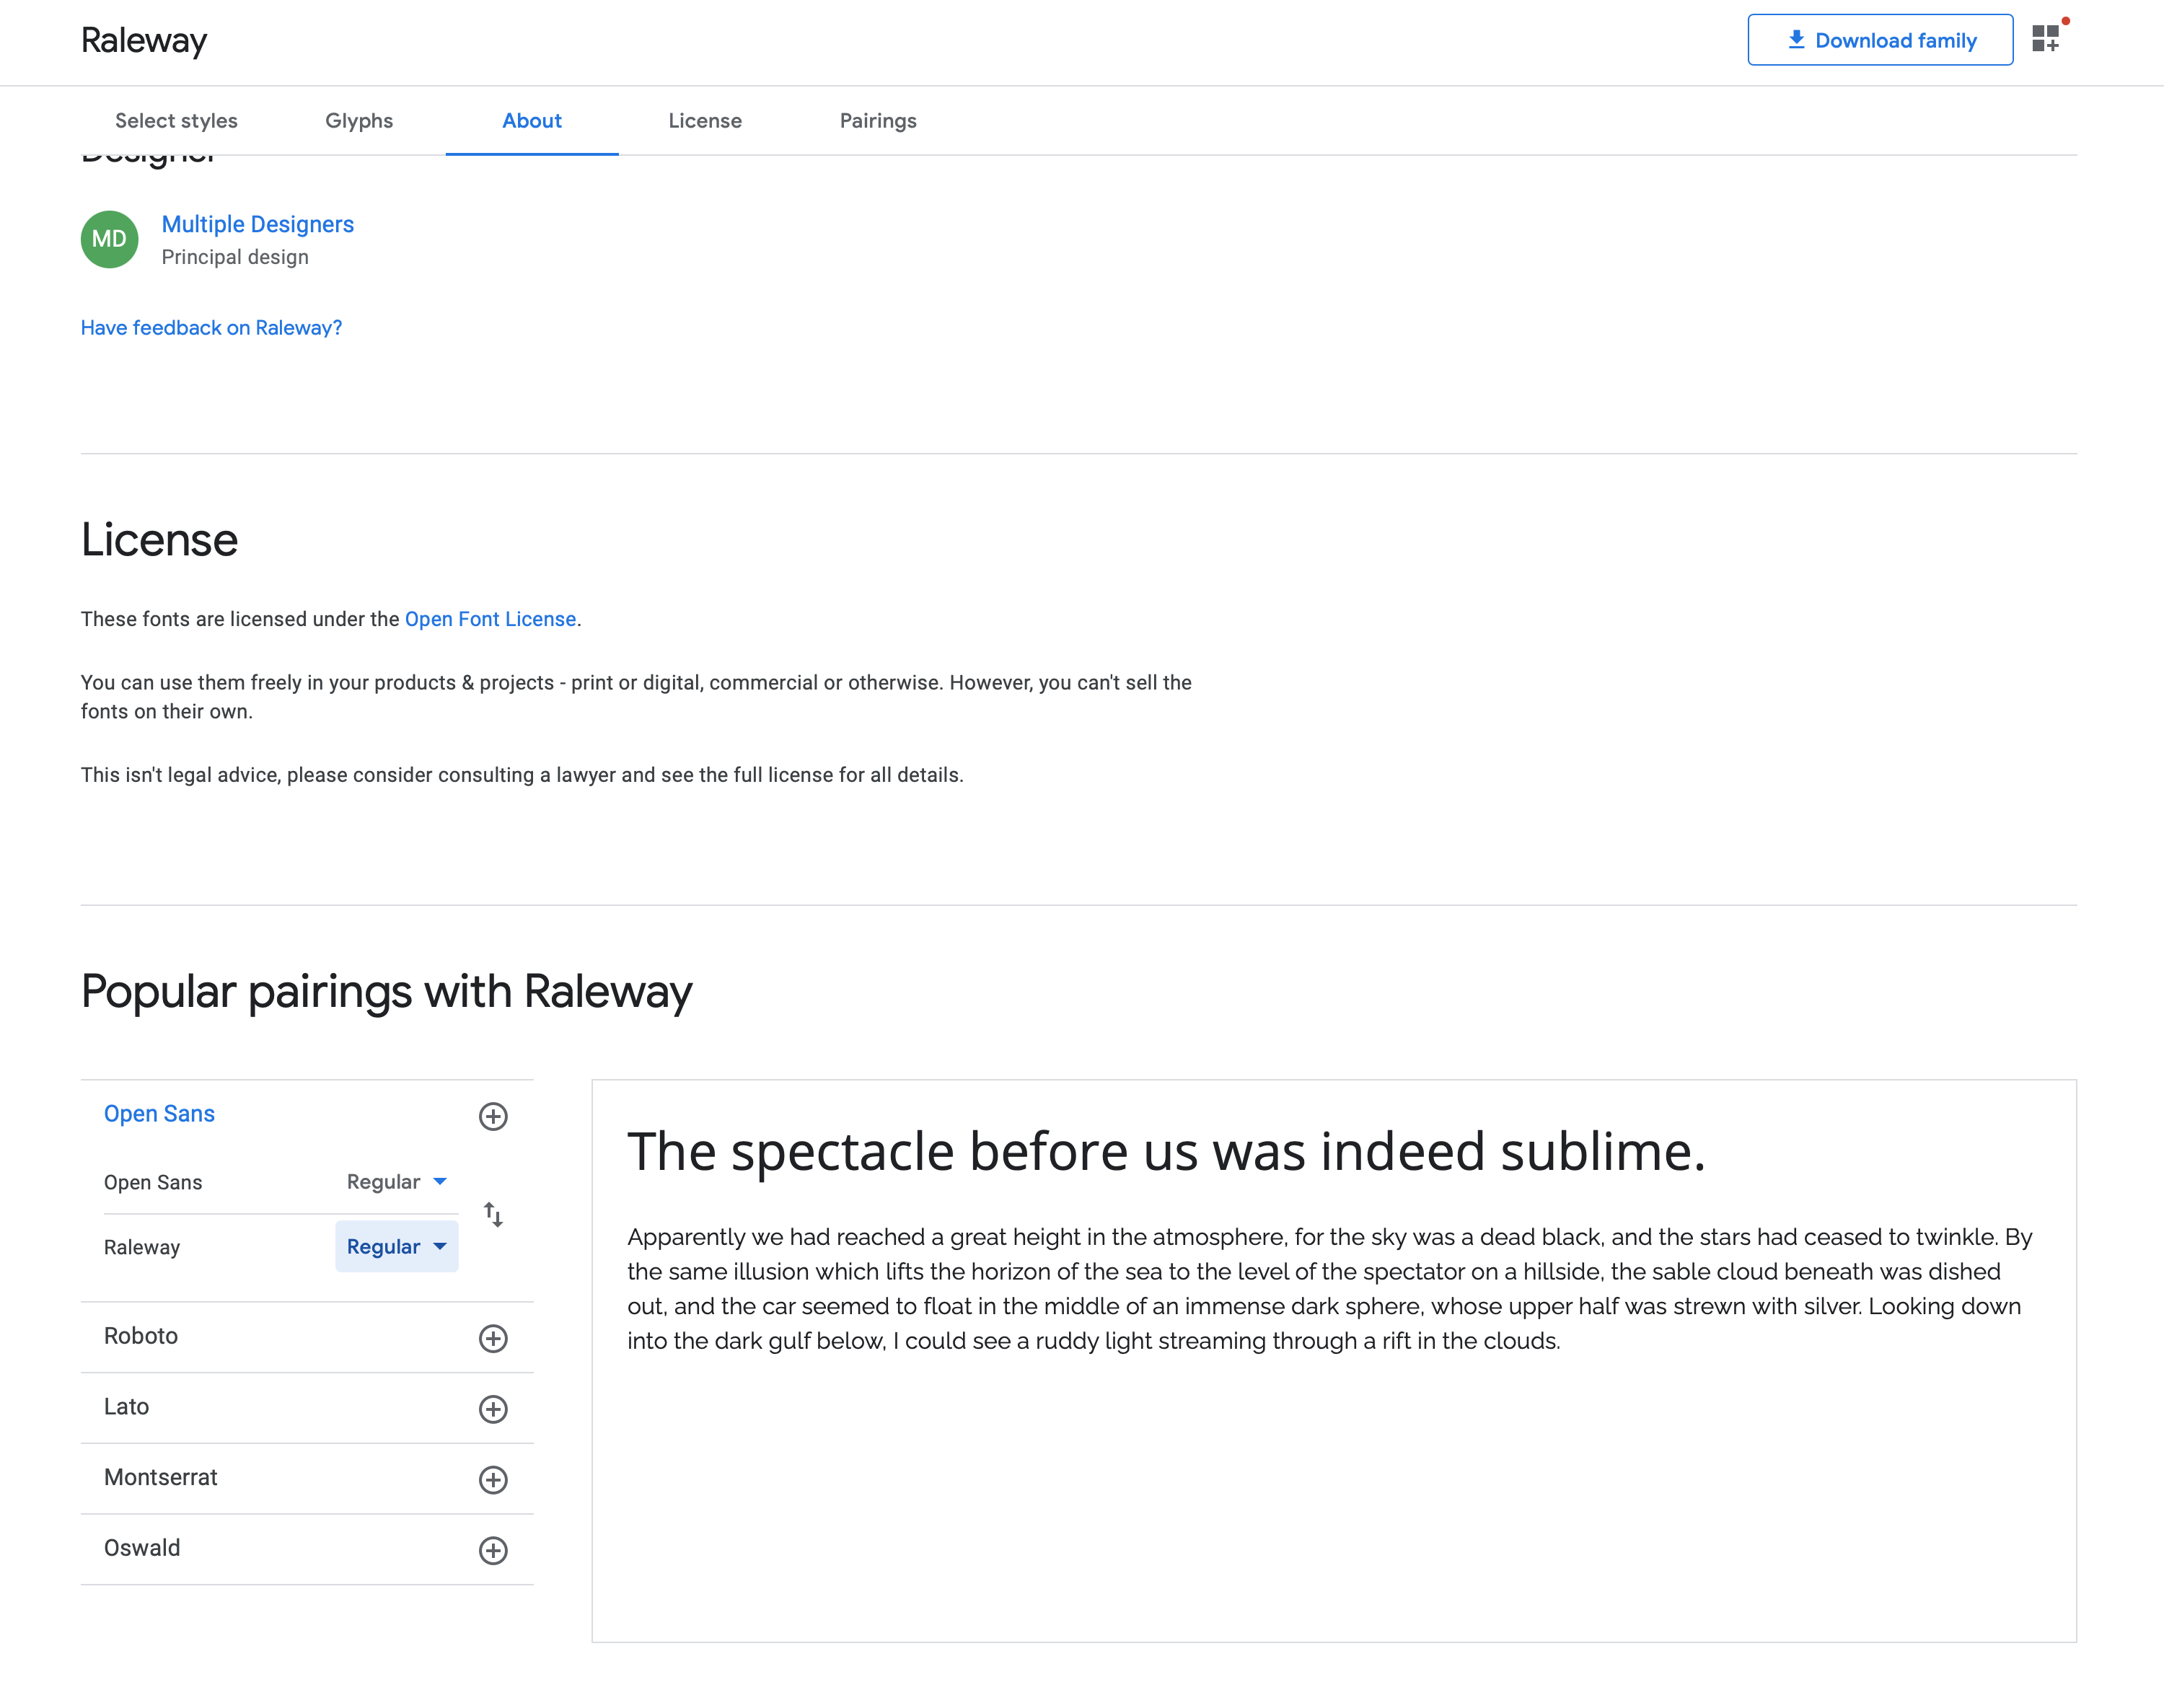 Raleway
Download family
Select styles
Glyphs
About
License
Pairings
Designer
MD
Multiple Designers
Principal design
Have feedback on Raleway?
License
These fonts are licensed under the Open Font License.
You can use them freely in your products & projects - print or digital, commercial or otherwise. However, you can't sell the
fonts on their own.
This isn't legal advice, please consider consulting a lawyer and see the full license for all details.
Popular pairings with Raleway
Open Sans
Open Sans Regular
Raleway Regular
Roboto
Lato
Montserrat
Oswald
The spectacle before us was indeed sublime.
Apparently we had reached a great height in the atmosphere, for the sky was a dead black, and the stars had ceased to twinkle. By
the same illusion which lifts the horizon of the sea to the level of the spectator on a hillside, the sable cloud beneath was dished
out, and the car seemed to float in the middle of an immense dark sphere, whose upper half was strewn with silver. Looking down
into the dark gulf below, I could see a ruddy light streaming through a rift in the clouds.